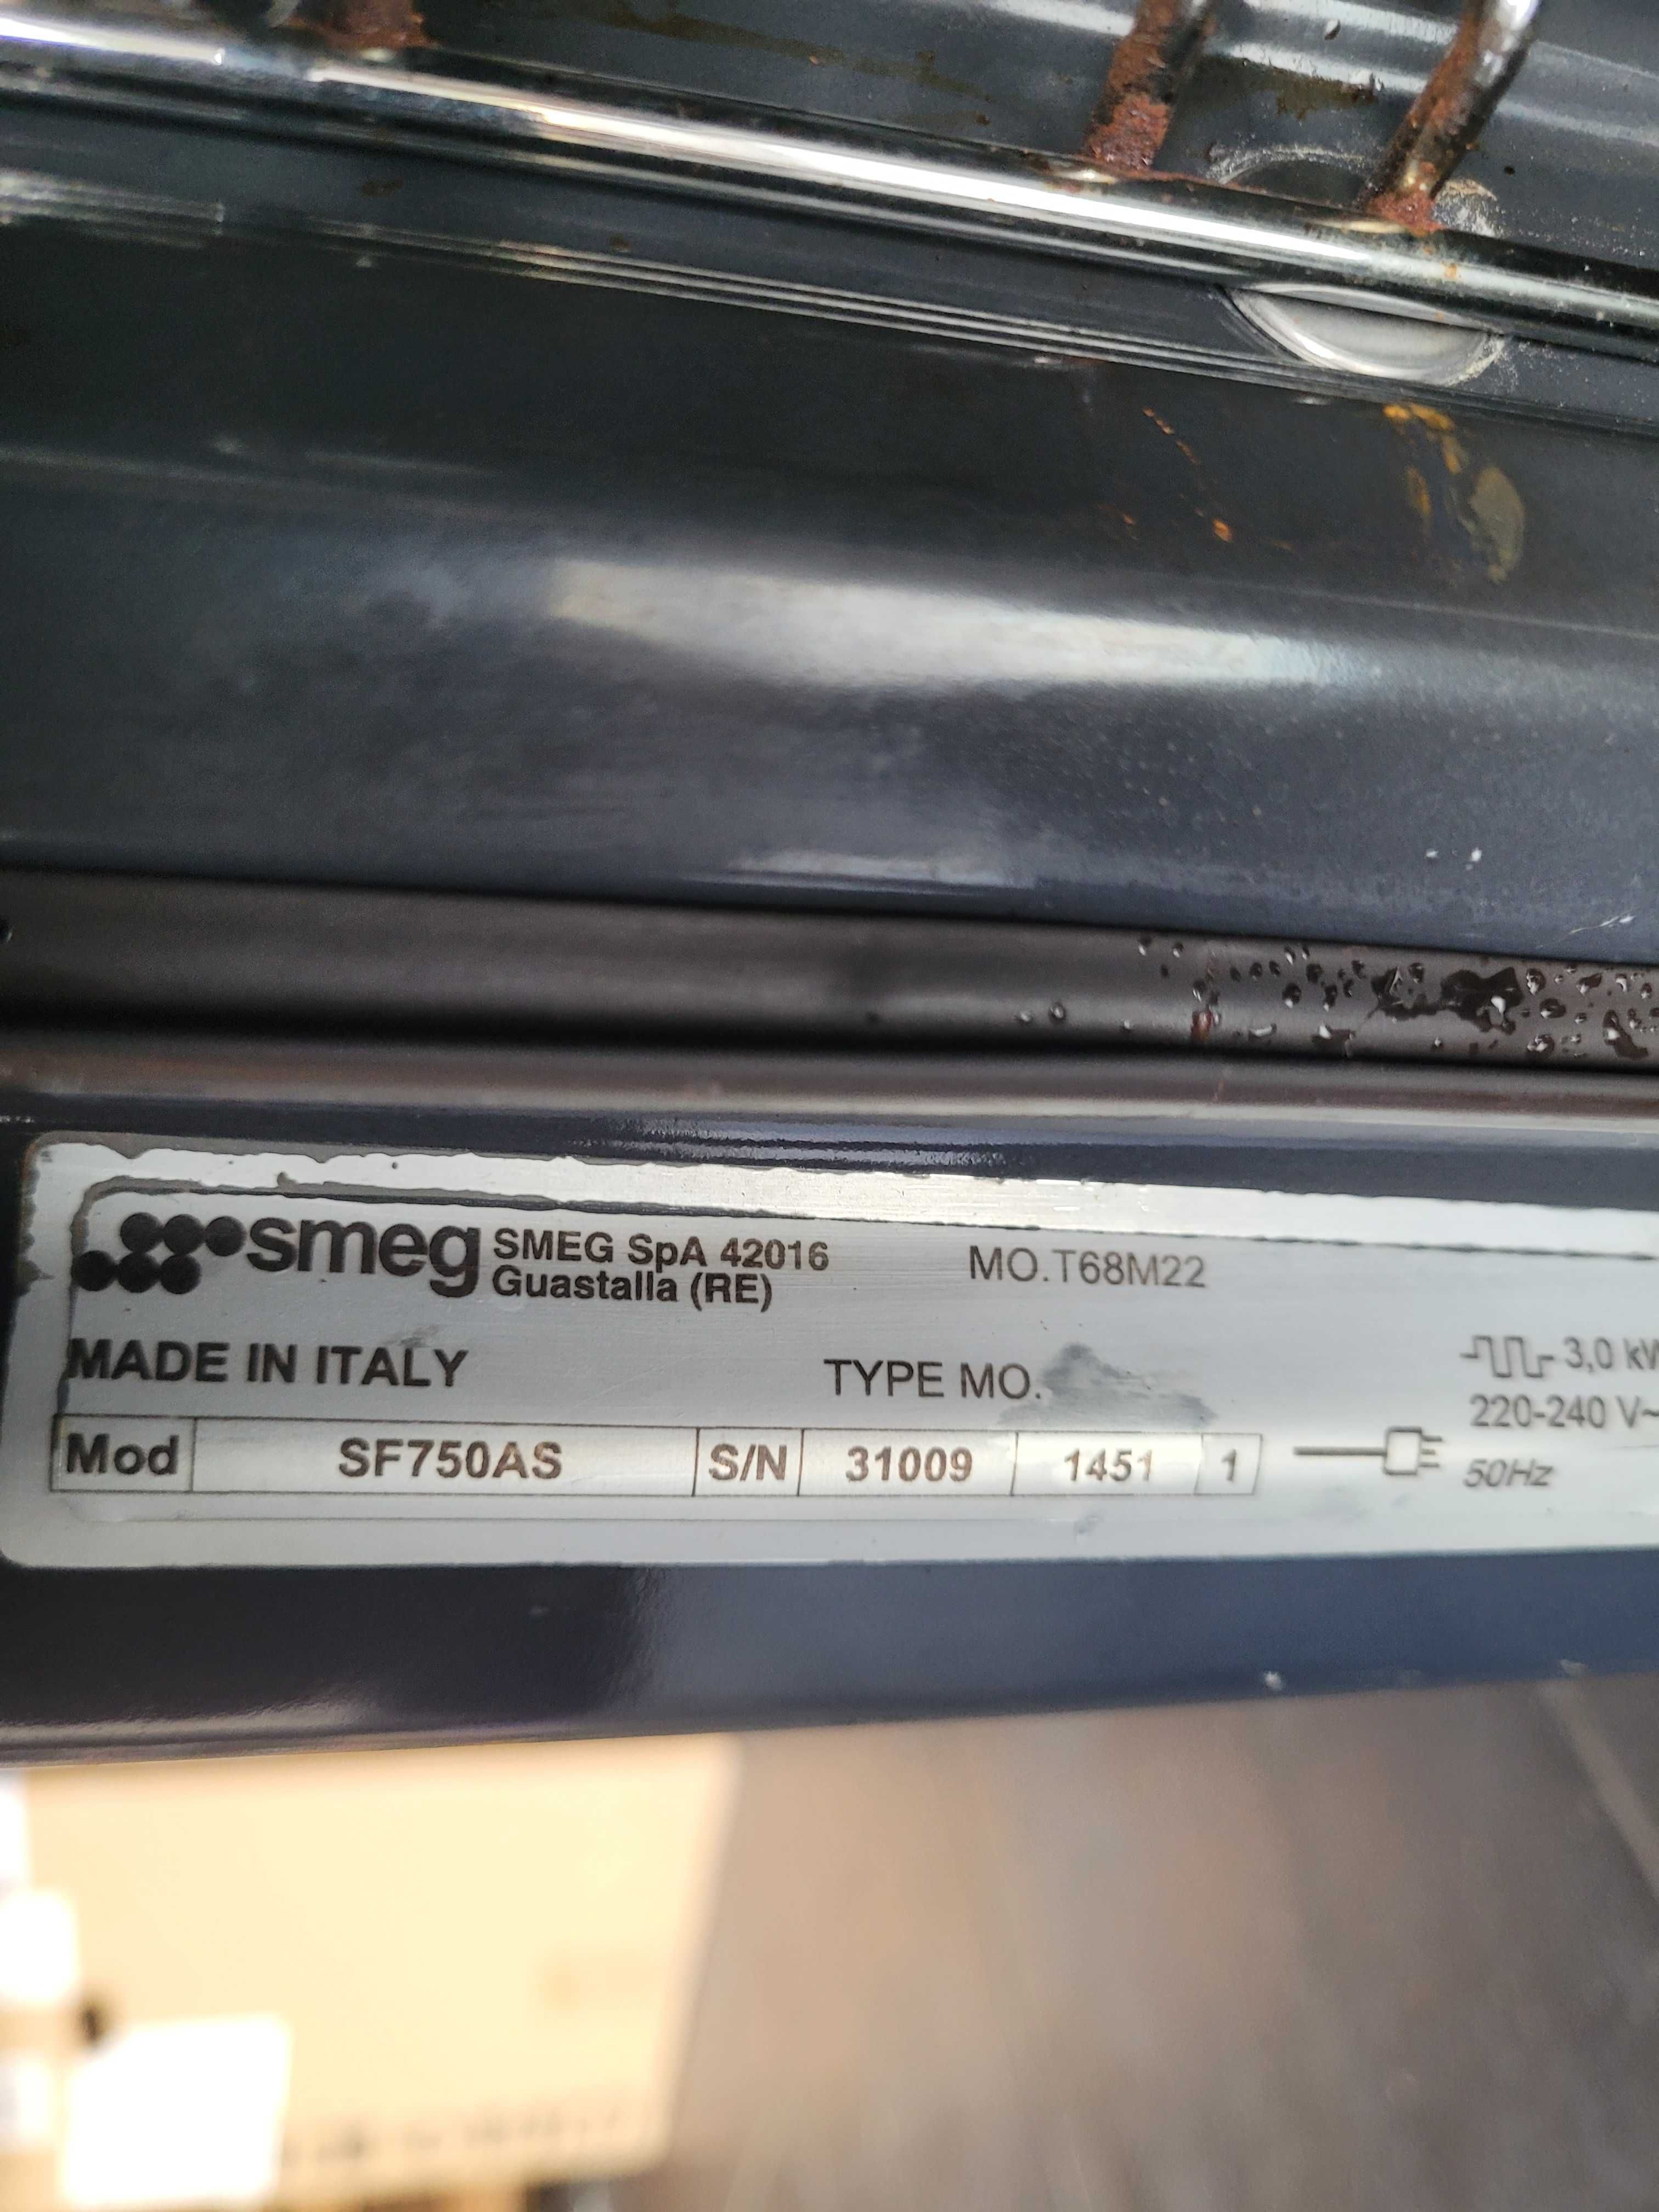 smeg SMEG SpA 42016 MO.T68M22
Guastalla (RE)
MADE IN ITALY TYPE MO. 3,0 kW
220-240 V~
Mod SF750AS S/N 31009 1451 1 50Hz